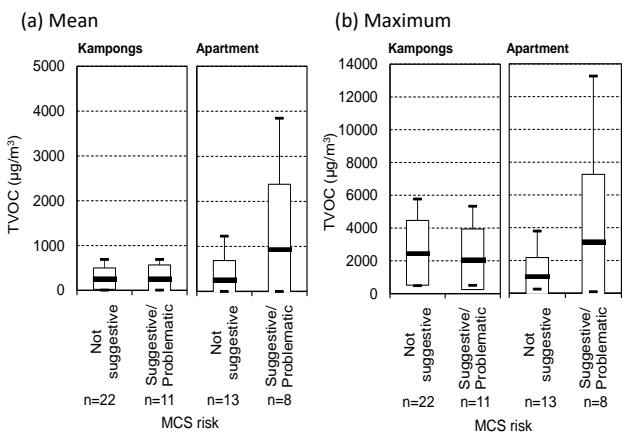 (a) Mean
Kampongs Apartment
TVOC (µg/m³)
5000
4000
3000
2000
1000
0
Not suggestive
Suggestive/ Problematic
Not suggestive
Suggestive/ Problematic
n=22 n=11 n=13 n=8
MCS risk
(b) Maximum
Kampongs Apartment
TVOC (µg/m³)
14000
12000
10000
8000
6000
4000
2000
0
Not suggestive
Suggestive/ Problematic
Not suggestive
Suggestive/ Problematic
n=22 n=11 n=13 n=8
MCS risk